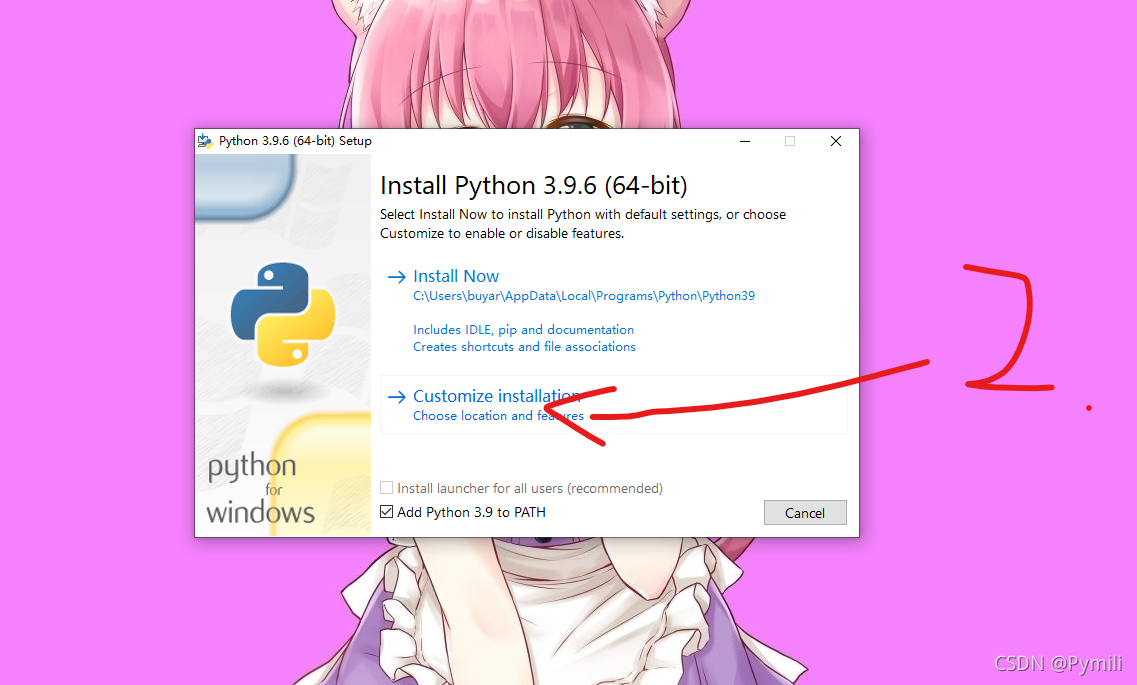 Python 3.9.6 (64-bit) Setup
Install Python 3.9.6 (64-bit)
Select Install Now to install Python with default settings, or choose
Customize to enable or disable features.
Install Now
C:\Users\buyar\AppData\Local\Programs\Python\Python39
Includes IDLE, pip and documentation
Creates shortcuts and file associations
Customize installation
Choose location and features
2.
python
for
windows
Install launcher for all users (recommended)
Add Python 3.9 to PATH
Cancel
CSDN @Pymili